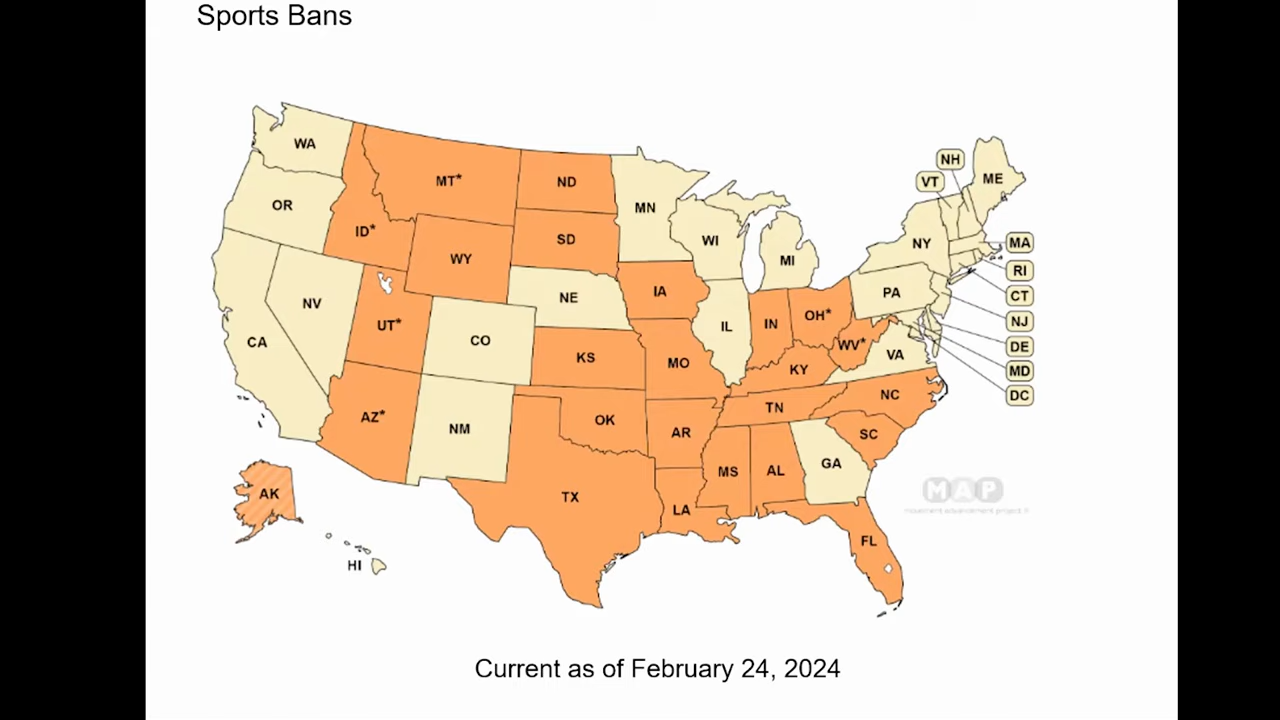 Sports Bans
WA
OR
CA
NV
ID*
MT*
WY
UT*
AZ*
CO
NM
ND
SD
NE
KS
OK
TX
MN
IA
MO
AR
LA
WI
IL
MI
IN
OH*
KY
TN
MS
AL
GA
FL
SC
NC
VA
WV*
PA
NY
VT
NH
ME
MA
RI
CT
NJ
DE
MD
DC
AK
HI
MAP
movement advancement project
Current as of February 24, 2024